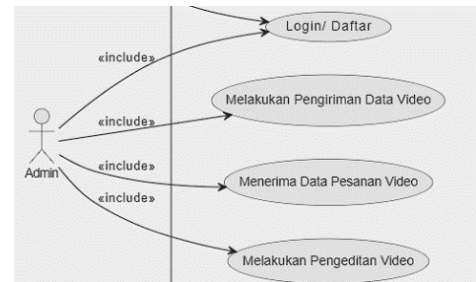 Login/ Daftar
«include»
Melakukan Pengiriman Data Video
«include»
«include»
Menerima Data Pesanan Video
Admin
«include»
Melakukan Pengeditan Video